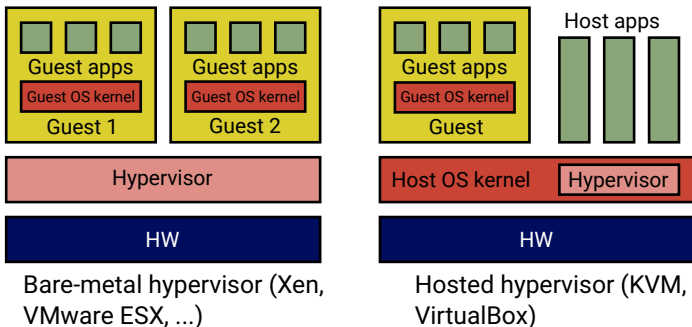 Guest apps
Guest OS kernel
Guest 1
Guest apps
Guest OS kernel
Guest 2
Hypervisor
HW
Bare-metal hypervisor (Xen,
VMware ESX, ...)
Guest apps
Guest OS kernel
Guest
Host apps
Host OS kernel
Hypervisor
HW
Hosted hypervisor (KVM,
VirtualBox)